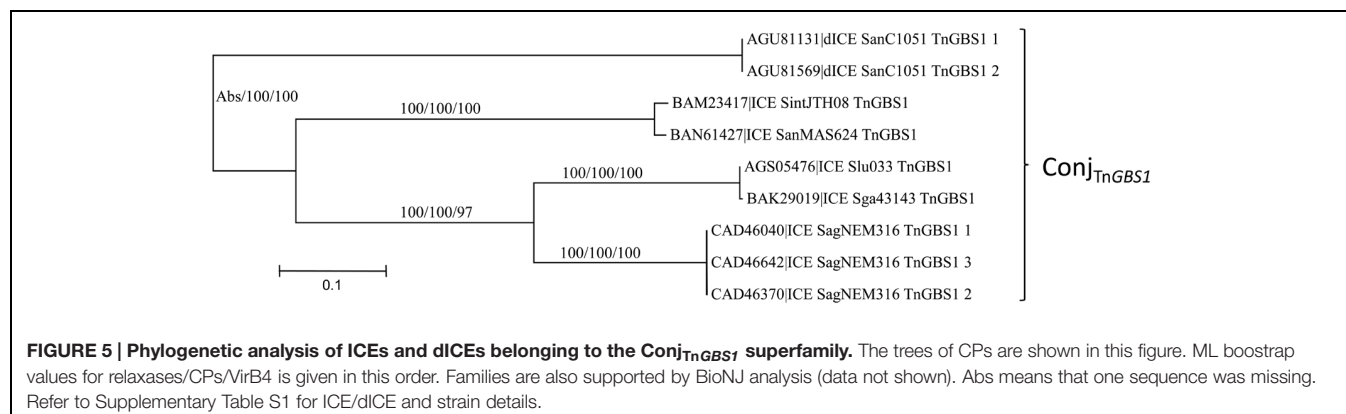 AGU81131|dICE SanC1051 TnGBS1 1
AGU81569|dICE SanC1051 TnGBS1 2
Abs/100/100
100/100/100
BAM23417|ICE SintJTH08 TnGBS1
BAN61427|ICE SanMAS624 TnGBS1
100/100/100
AGS05476|ICE Slu033 TnGBS1
BAK29019|ICE Sga43143 TnGBS1
ConjTnGBS1
100/100/97
CAD46040|ICE SagNEM316 TnGBS1 1
100/100/100
CAD46642|ICE SagNEM316 TnGBS1 3
CAD46370|ICE SagNEM316 TnGBS1 2
0.1
FIGURE 5 | Phylogenetic analysis of ICEs and dICEs belonging to the ConjTnGBS1 superfamily. The trees of CPs are shown in this figure. ML boostrap
values for relaxases/CPs/VirB4 is given in this order. Families are also supported by BioNJ analysis (data not shown). Abs means that one sequence was missing.
Refer to Supplementary Table S1 for ICE/dICE and strain details.